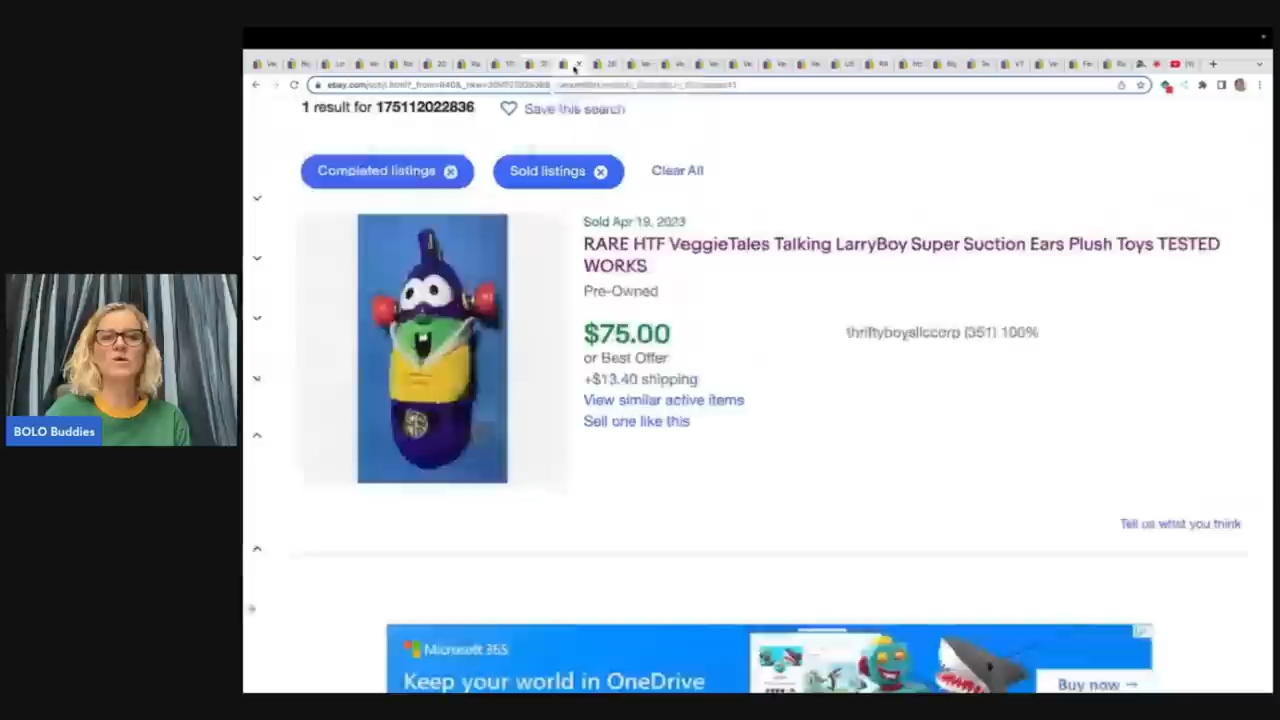 1 result for 175112022836
Save this search
Completed listings
Sold listings
Clear All
Sold Apr 19, 2023
RARE HTF VeggieTales Talking LarryBoy Super Suction Ears Plush Toys TESTED
WORKS
Pre-Owned
$75.00
or Best Offer
+$13.40 shipping
View similar active items
Sell one like this
thriftyboysllccorp (351) 100%
BOLO Buddies
Tell us what you think
Microsoft 365
Keep your world in OneDrive
Buy now →